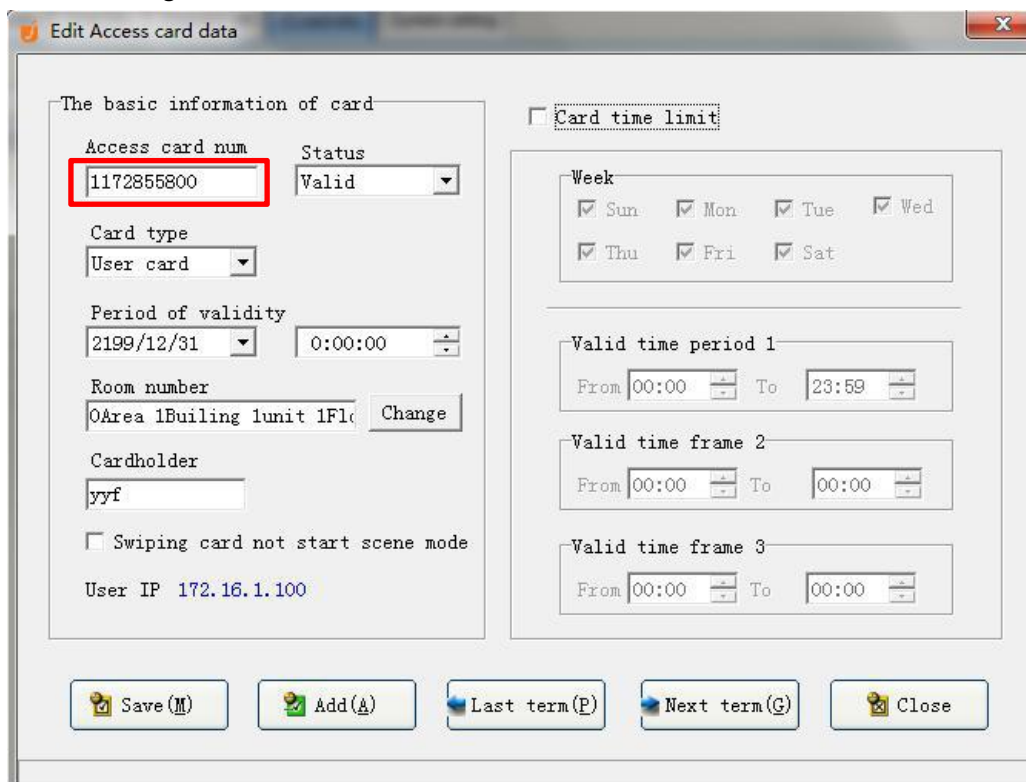 Edit Access card data
The basic information of card
Access card num
1172855800
Status
Valid
Card type
User card
Period of validity
2199/12/31
0:00:00
Room number
0Area 1Builing 1unit 1Flo
Change
Cardholder
yyf
Swiping card not start scene mode
User IP 172.16.1.100
Card time limit
Week
Sun Mon Tue Wed
Thu Fri Sat
Valid time period 1
From 00:00 To 23:59
Valid time frame 2
From 00:00 To 00:00
Valid time frame 3
From 00:00 To 00:00
Save(M) Add(A) Last term(P) Next term(G) Close